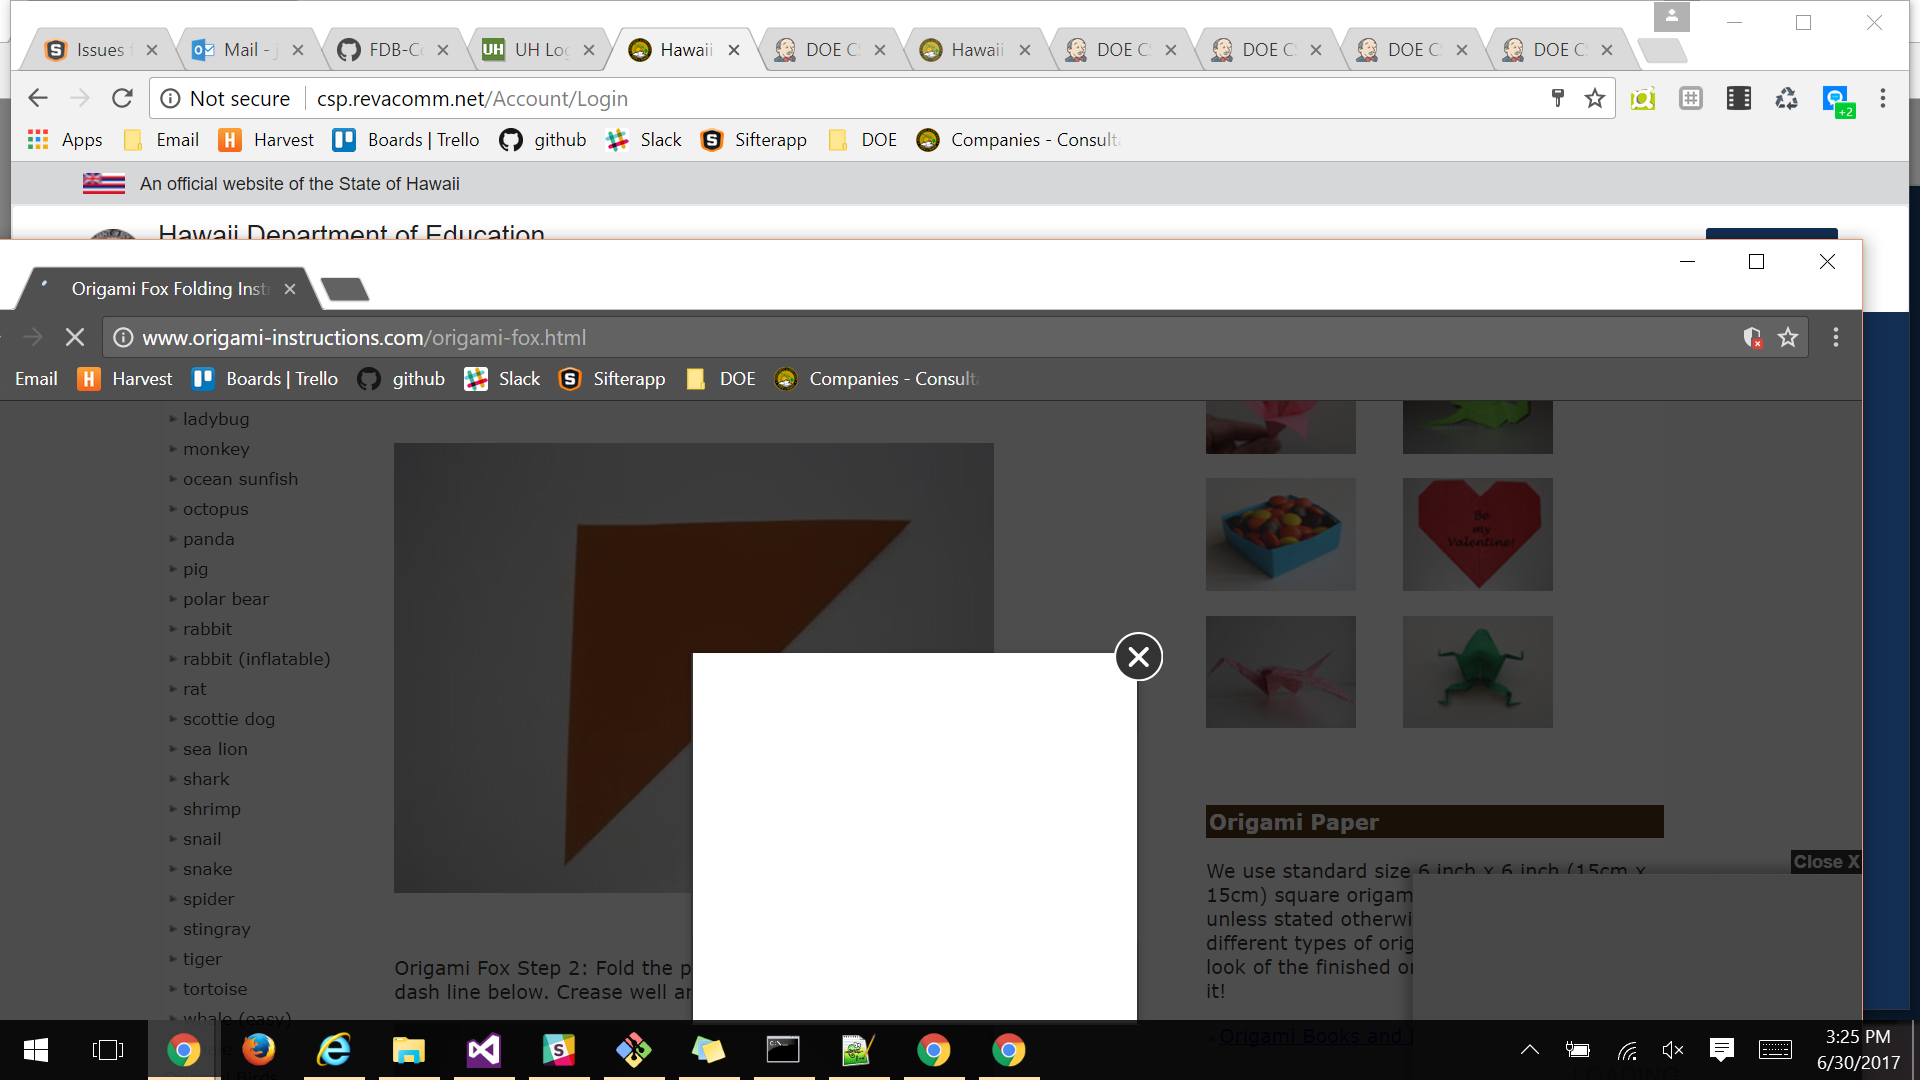 Issues
Mail - j
FDB-Co
UH Log
Hawaii
DOE C
Hawaii
DOE C
DOE C
DOE C
DOE C
Not secure
csp.revacomm.net/Account/Login
+2
Apps
Email
Harvest
Boards | Trello
github
Slack
Sifterapp
DOE
Companies - Consult
An official website of the State of Hawaii
Hawaii Department of Education
Origami Fox Folding Inst
www.origami-instructions.com/origami-fox.html
Email
Harvest
Boards | Trello
github
Slack
Sifterapp
DOE
Companies - Consult
ladybug
monkey
ocean sunfish
octopus
panda
pig
polar bear
rabbit
rabbit (inflatable)
rat
scottie dog
sea lion
shark
shrimp
snail
snake
spider
stingray
tiger
tortoise
whale (easy)
Origami Fox Step 2: Fold the p
dash line below. Crease well a
Be
my
Valentine!
Origami Paper
We use standard size 6 inch x 6 inch (15cm x
15cm) square origam
unless stated otherwi
different types of orig
look of the finished o
it!
Origami Books and
Close X
3:25 PM
6/30/2017